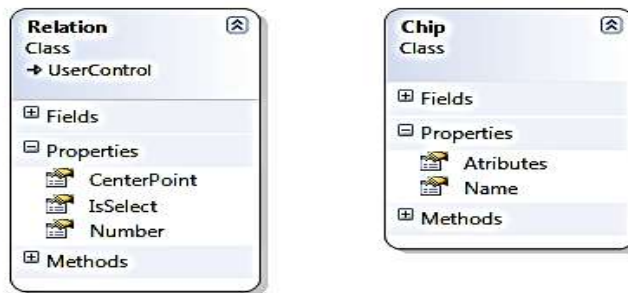 Relation
Class
UserControl
Fields
Properties
CenterPoint
IsSelect
Number
Methods
Chip
Class
Fields
Properties
Atributes
Name
Methods